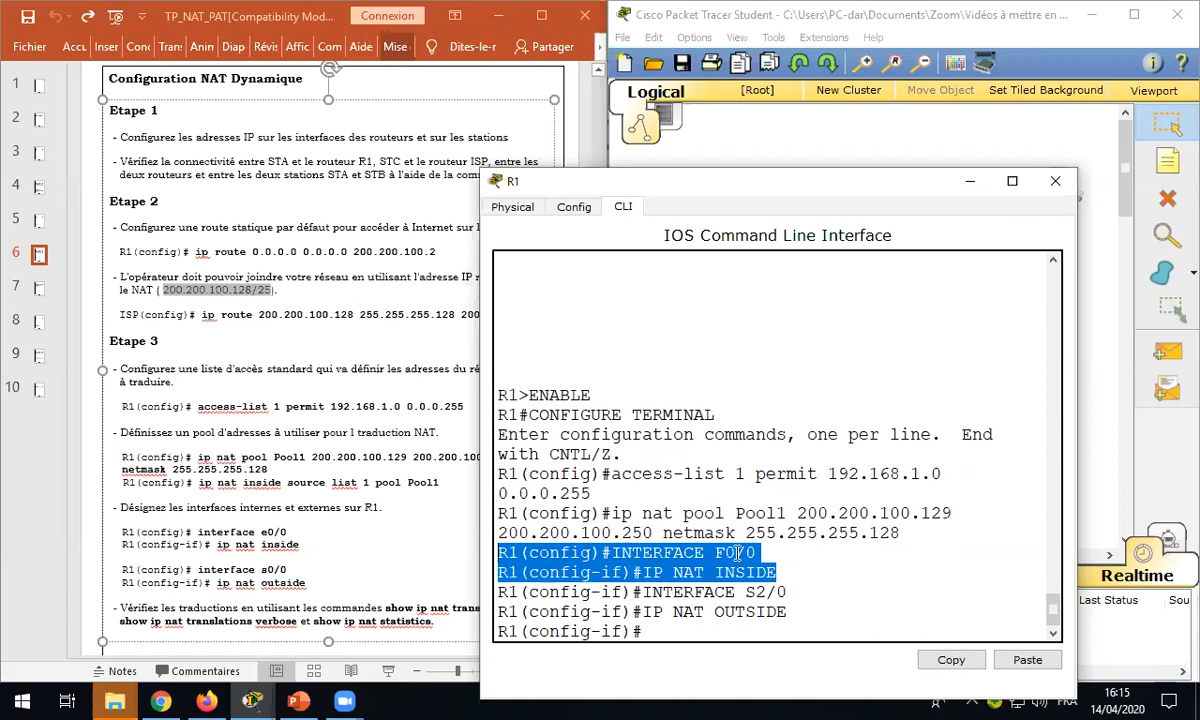 TP_NAT_PAT[Compatibility Mod...
Connexion
Fichier
Accu
Inser
Conc
Tran:
Anin
Diap
Révis
Affic
Com
Aide
Mise
Dites-le-r
Partager
1
2
3
4
5
6
7
8
9
10
Configuration NAT Dynamique
Etape 1
- Configurez les adresses IP sur les interfaces des routeurs et sur les stations
- Vérifiez la connectivité entre STA et le routeur R1, STC et le routeur ISP, entre les
deux routeurs et entre les deux stations STA et STB à l'aide de la com
Etape 2
- Configurez une route statique par défaut pour accéder à Internet sur l
R1(config)# ip route 0.0.0.0 0.0.0.0 200.200.100.2
- L'opérateur doit pouvoir joindre votre réseau en utilisant l'adresse IP r
le NAT ( 200.200.100.128/25).
ISP(config)# ip route 200.200.100.128 255.255.255.128 200
Etape 3
- Configurez une liste d'accès standard qui va définir les adresses du ré
à traduire.
R1(config)# access-list 1 permit 192.168.1.0 0.0.0.255
- Définissez un pool d'adresses à utiliser pour l traduction NAT.
R1(config)# ip nat pool Pool1 200.200.100.129 200.200.100
netmask 255.255.255.128
R1(config)# ip nat inside source list 1 pool Pool1
- Désignez les interfaces internes et externes sur R1.
R1(config)# interface e0/0
R1(config-if)# ip nat inside
R1(config)# interface s0/0
R1(config-if)# ip nat outside
- Vérifiez les traductions en utilisant les commandes show ip nat trans
show ip nat translations verbose et show ip nat statistics.
Notes
Commentaires
Cisco Packet Tracer Student - C:\Users\PC-dar\Documents\Zoom\Vidéos à mettre en ...
File
Edit
Options
View
Tools
Extensions
Help
Logical
[Root]
New Cluster
Move Object
Set Tiled Background
Viewport
R1
Physical
Config
CLI
IOS Command Line Interface
R1>ENABLE
R1#CONFIGURE TERMINAL
Enter configuration commands, one per line. End
with CNTL/Z.
R1(config)#access-list 1 permit 192.168.1.0
0.0.0.255
R1(config)#ip nat pool Pool1 200.200.100.129
200.200.100.250 netmask 255.255.255.128
R1(config)#INTERFACE F0/0
R1(config-if)#IP NAT INSIDE
R1(config-if)#INTERFACE S2/0
R1(config-if)#IP NAT OUTSIDE
R1(config-if)#
Copy
Paste
Realtime
Last Status
Sou
FRA
16:15
14/04/2020